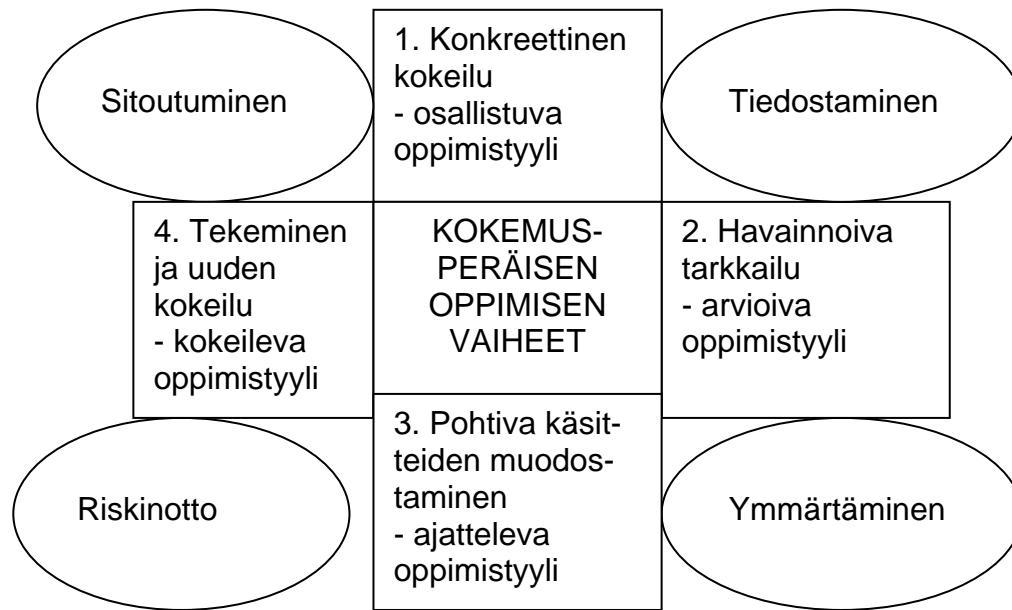 Sitoutuminen
1. Konkreettinen
kokeilu
- osallistuva
oppimistyyli
Tiedostaminen
4. Tekeminen
ja uuden
kokeilu
- kokeileva
oppimistyyli
KOKEMUS-
PERÄISEN
OPPIMISEN
VAIHEET
2. Havainnoiva
tarkkailu
- arvioiva
oppimistyyli
Riskinotto
3. Pohtiva käsit-
teiden muodos-
taminen
- ajatteleva
oppimistyyli
Ymmärtäminen